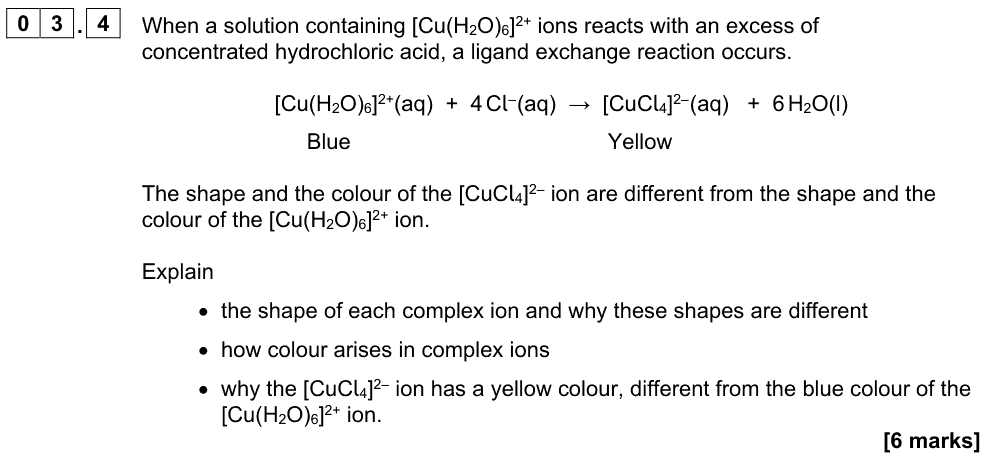 03.4 When a solution containing [Cu(H₂O)₆]²⁺ ions reacts with an excess of
concentrated hydrochloric acid, a ligand exchange reaction occurs.
[Cu(H₂O)₆]²⁺(aq) + 4 Cl⁻(aq) → [CuCl₄]²⁻(aq) + 6 H₂O(l)
Blue Yellow
The shape and the colour of the [CuCl₄]²⁻ ion are different from the shape and the
colour of the [Cu(H₂O)₆]²⁺ ion.
Explain
• the shape of each complex ion and why these shapes are different
• how colour arises in complex ions
• why the [CuCl₄]²⁻ ion has a yellow colour, different from the blue colour of the
[Cu(H₂O)₆]²⁺ ion.
[6 marks]